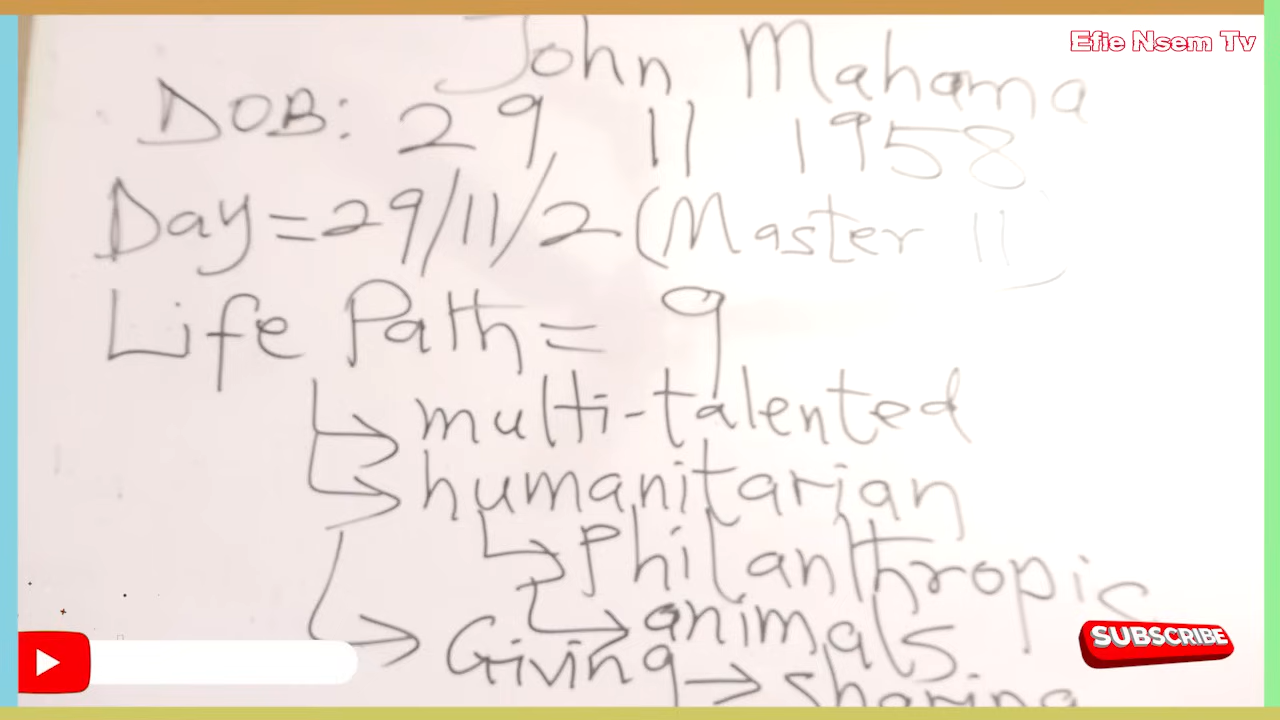 Efie Nsem Tv
John Mahama
DOB: 29 11 1958
Day = 29/11/2 (Master 11)
Life Path = 9
multi-talented
humanitarian
Philanthropic
animals
Giving → sharing
SUBSCRIBE